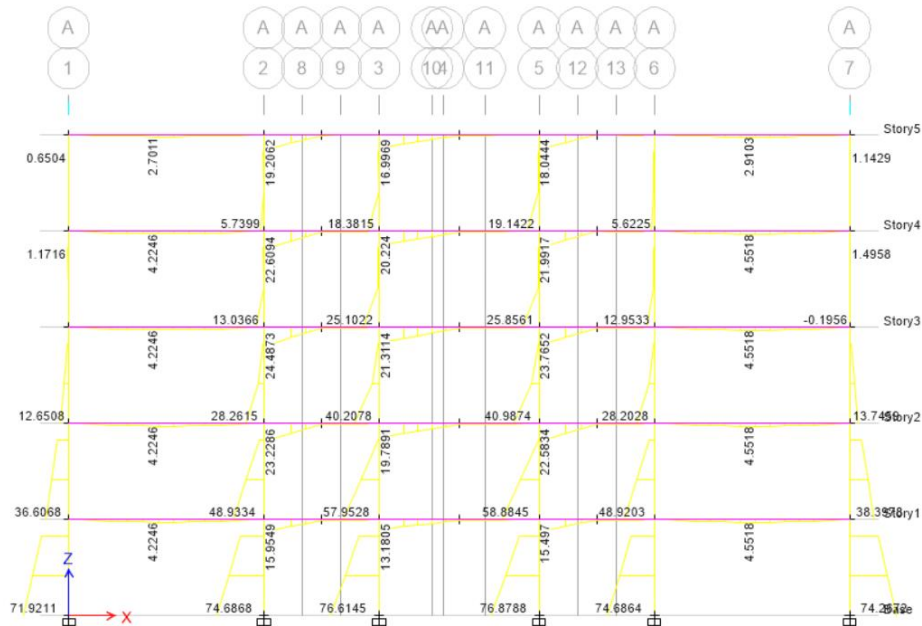 A A A A A A A A A A A A A
1 2 8 9 3 10 4 11 5 12 13 6 7
Story5
0.6504 2.7011 19.2062 16.9969 18.0444 2.9103 1.1429
5.7399 18.3815 19.1422 5.6225 Story4
1.1716 4.2246 22.6094 20.224 21.9917 4.5518 1.4958
13.0366 25.1022 25.8561 12.9533 -0.1956 Story3
4.2246 24.4873 21.3114 23.7652 4.5518
12.6508 28.2615 40.2078 40.9874 28.2028 Story2
4.2246 23.2286 19.7891 22.5834 4.5518
36.6068 48.9334 57.9528 58.8845 48.9203 Story1
4.2246 15.9549 13.1805 15.497 4.5518
Z
71.9211 X 74.6868 76.6145 76.8788 74.6864 Base